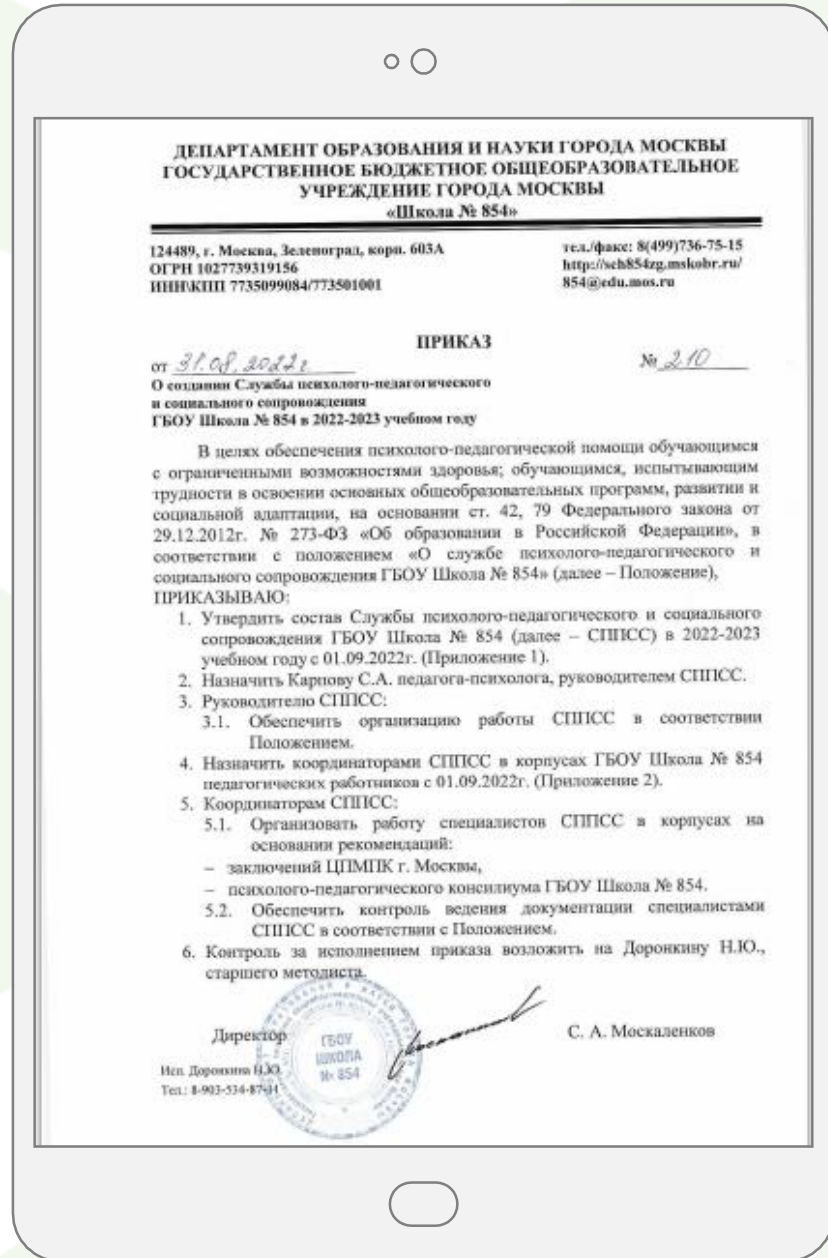 ДЕПАРТАМЕНТ ОБРАЗОВАНИЯ И НАУКИ ГОРОДА МОСКВЫ
ГОСУДАРСТВЕННОЕ БЮДЖЕТНОЕ ОБЩЕОБРАЗОВАТЕЛЬНОЕ
УЧРЕЖДЕНИЕ ГОРОДА МОСКВЫ
«Школа № 854»
124489, г. Москва, Зеленоград, корп. 603А
ОГРН 1027739319156
ИНН\КПП 7735099084/773501001
тел./факс: 8(499)736-75-15
http://sch854zg.mskobr.ru/
854@edu.mos.ru
ПРИКАЗ
от 31.08.2022г.
№ 210
О создании Службы психолого-педагогического
и социального сопровождения
ГБОУ Школа № 854 в 2022-2023 учебном году
В целях обеспечения психолого-педагогической помощи обучающимся
с ограниченными возможностями здоровья; обучающимся, испытывающим
трудности в освоении основных общеобразовательных программ, развитии и
социальной адаптации, на основании ст. 42, 79 Федерального закона от
29.12.2012г. № 273-ФЗ «Об образовании в Российской Федерации», в
соответствии с положением «О службе психолого-педагогического и
социального сопровождения ГБОУ Школа № 854» (далее – Положение),
ПРИКАЗЫВАЮ:
1. Утвердить состав Службы психолого-педагогического и социального
сопровождения ГБОУ Школа № 854 (далее – СППСС) в 2022-2023
учебном году с 01.09.2022г. (Приложение 1).
2. Назначить Карпову С.А. педагога-психолога, руководителем СППСС.
3. Руководителю СППСС:
3.1. Обеспечить организацию работы СППСС в соответствии
Положением.
4. Назначить координаторами СППСС в корпусах ГБОУ Школа № 854
педагогических работников с 01.09.2022г. (Приложение 2).
5. Координаторам СППСС:
5.1. Организовать работу специалистов СППСС в корпусах на
основании рекомендаций:
– заключений ЦПМПК г. Москвы,
– психолого-педагогического консилиума ГБОУ Школа № 854.
5.2. Обеспечить контроль ведения документации специалистами
СППСС в соответствии с Положением.
6. Контроль за исполнением приказа возложить на Доронкину Н.Ю.,
старшего методиста.
Директор
С. А. Москаленков
ГБОУ
ШКОЛА
№ 854
Исп. Доронкина Н.Ю.
Тел.: 8-903-534-87-